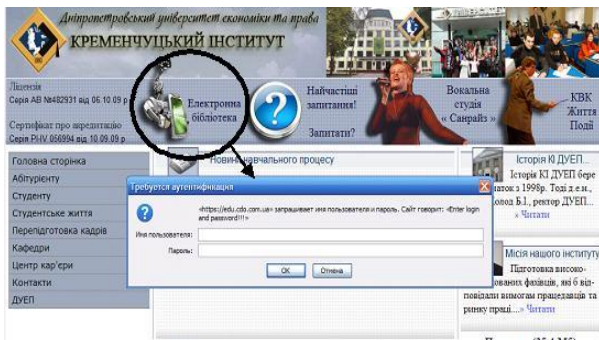 Дніпропетровський університет економіки та права
КРЕМЕНЧУЦЬКИЙ ІНСТИТУТ
Ліцензія
Серія АВ №482931 від 06.10.09 р
Сертифікат про акредитацію
Серія РН-IV 056994 від 10.09.09 р
Електронна
бібліотека
Найчастіші
запитання!
Запитати?
Вокальна
студія
« Санрайз »
КВК
Життя
Події
Головна сторінка
Абітурієнту
Студенту
Студентське життя
Перепідготовка кадрів
Кафедри
Центр кар'єри
Контакти
ДУЕП
Новини навчального процесу
Требуется аутентификация
«https://edu.cdo.com.ua» запрашивает имя пользователя и пароль. Сайт говорит: «Enter login
and password!!!»
Имя пользователя:
Пароль:
OK
Отмена
Історія КІ ДУЕП...
Історія КІ ДУЕП бере
з 1998р. Тоді д.е.н.,
Б.І., ректор ДУЕП...
» Читати
Місія нашого інституту
Підготовка високо-
фахівців, які б від-
повідали вимогам працедавців та
ринку праці....» Читати